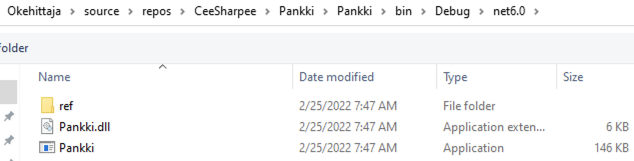 Okehittaja > source > repos > CeeSharpee > Pankki > Pankki > bin > Debug > net6.0 >
folder
Name Date modified Type Size
ref 2/25/2022 7:47 AM File folder
Pankki.dll 2/25/2022 7:47 AM Application exten... 6 KB
Pankki 2/25/2022 7:47 AM Application 146 KB